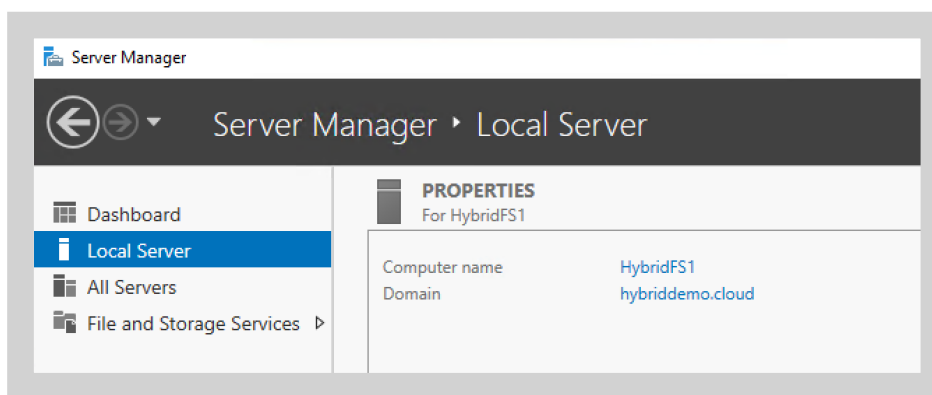 Server Manager
Server Manager ‣ Local Server
Dashboard
Local Server
All Servers
File and Storage Services
PROPERTIES
For HybridFS1
Computer name HybridFS1
Domain hybriddemo.cloud